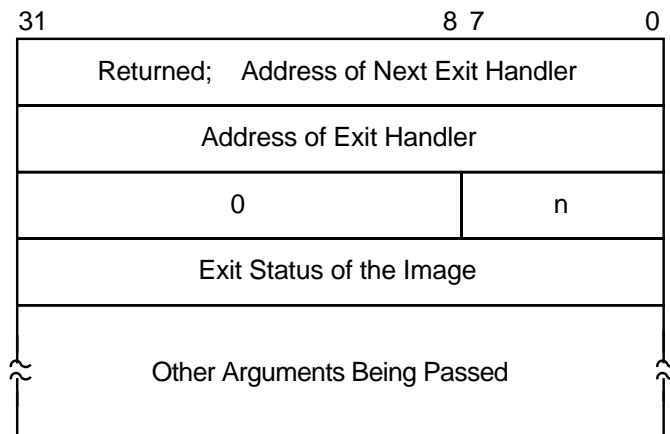 31 8 7 0
Returned; Address of Next Exit Handler
Address of Exit Handler
0 n
Exit Status of the Image
Other Arguments Being Passed